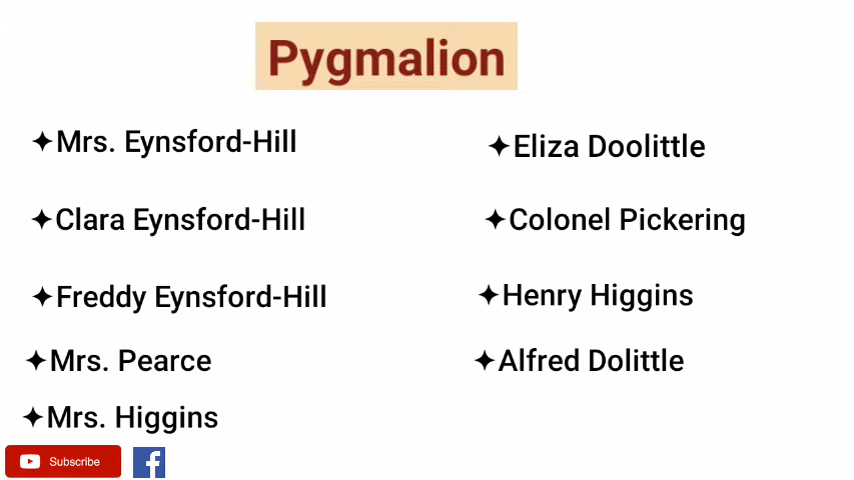 Pygmalion
✦Mrs. Eynsford-Hill
✦Clara Eynsford-Hill
✦Freddy Eynsford-Hill
✦Mrs. Pearce
✦Mrs. Higgins
✦Eliza Doolittle
✦Colonel Pickering
✦Henry Higgins
✦Alfred Dolittle
Subscribe